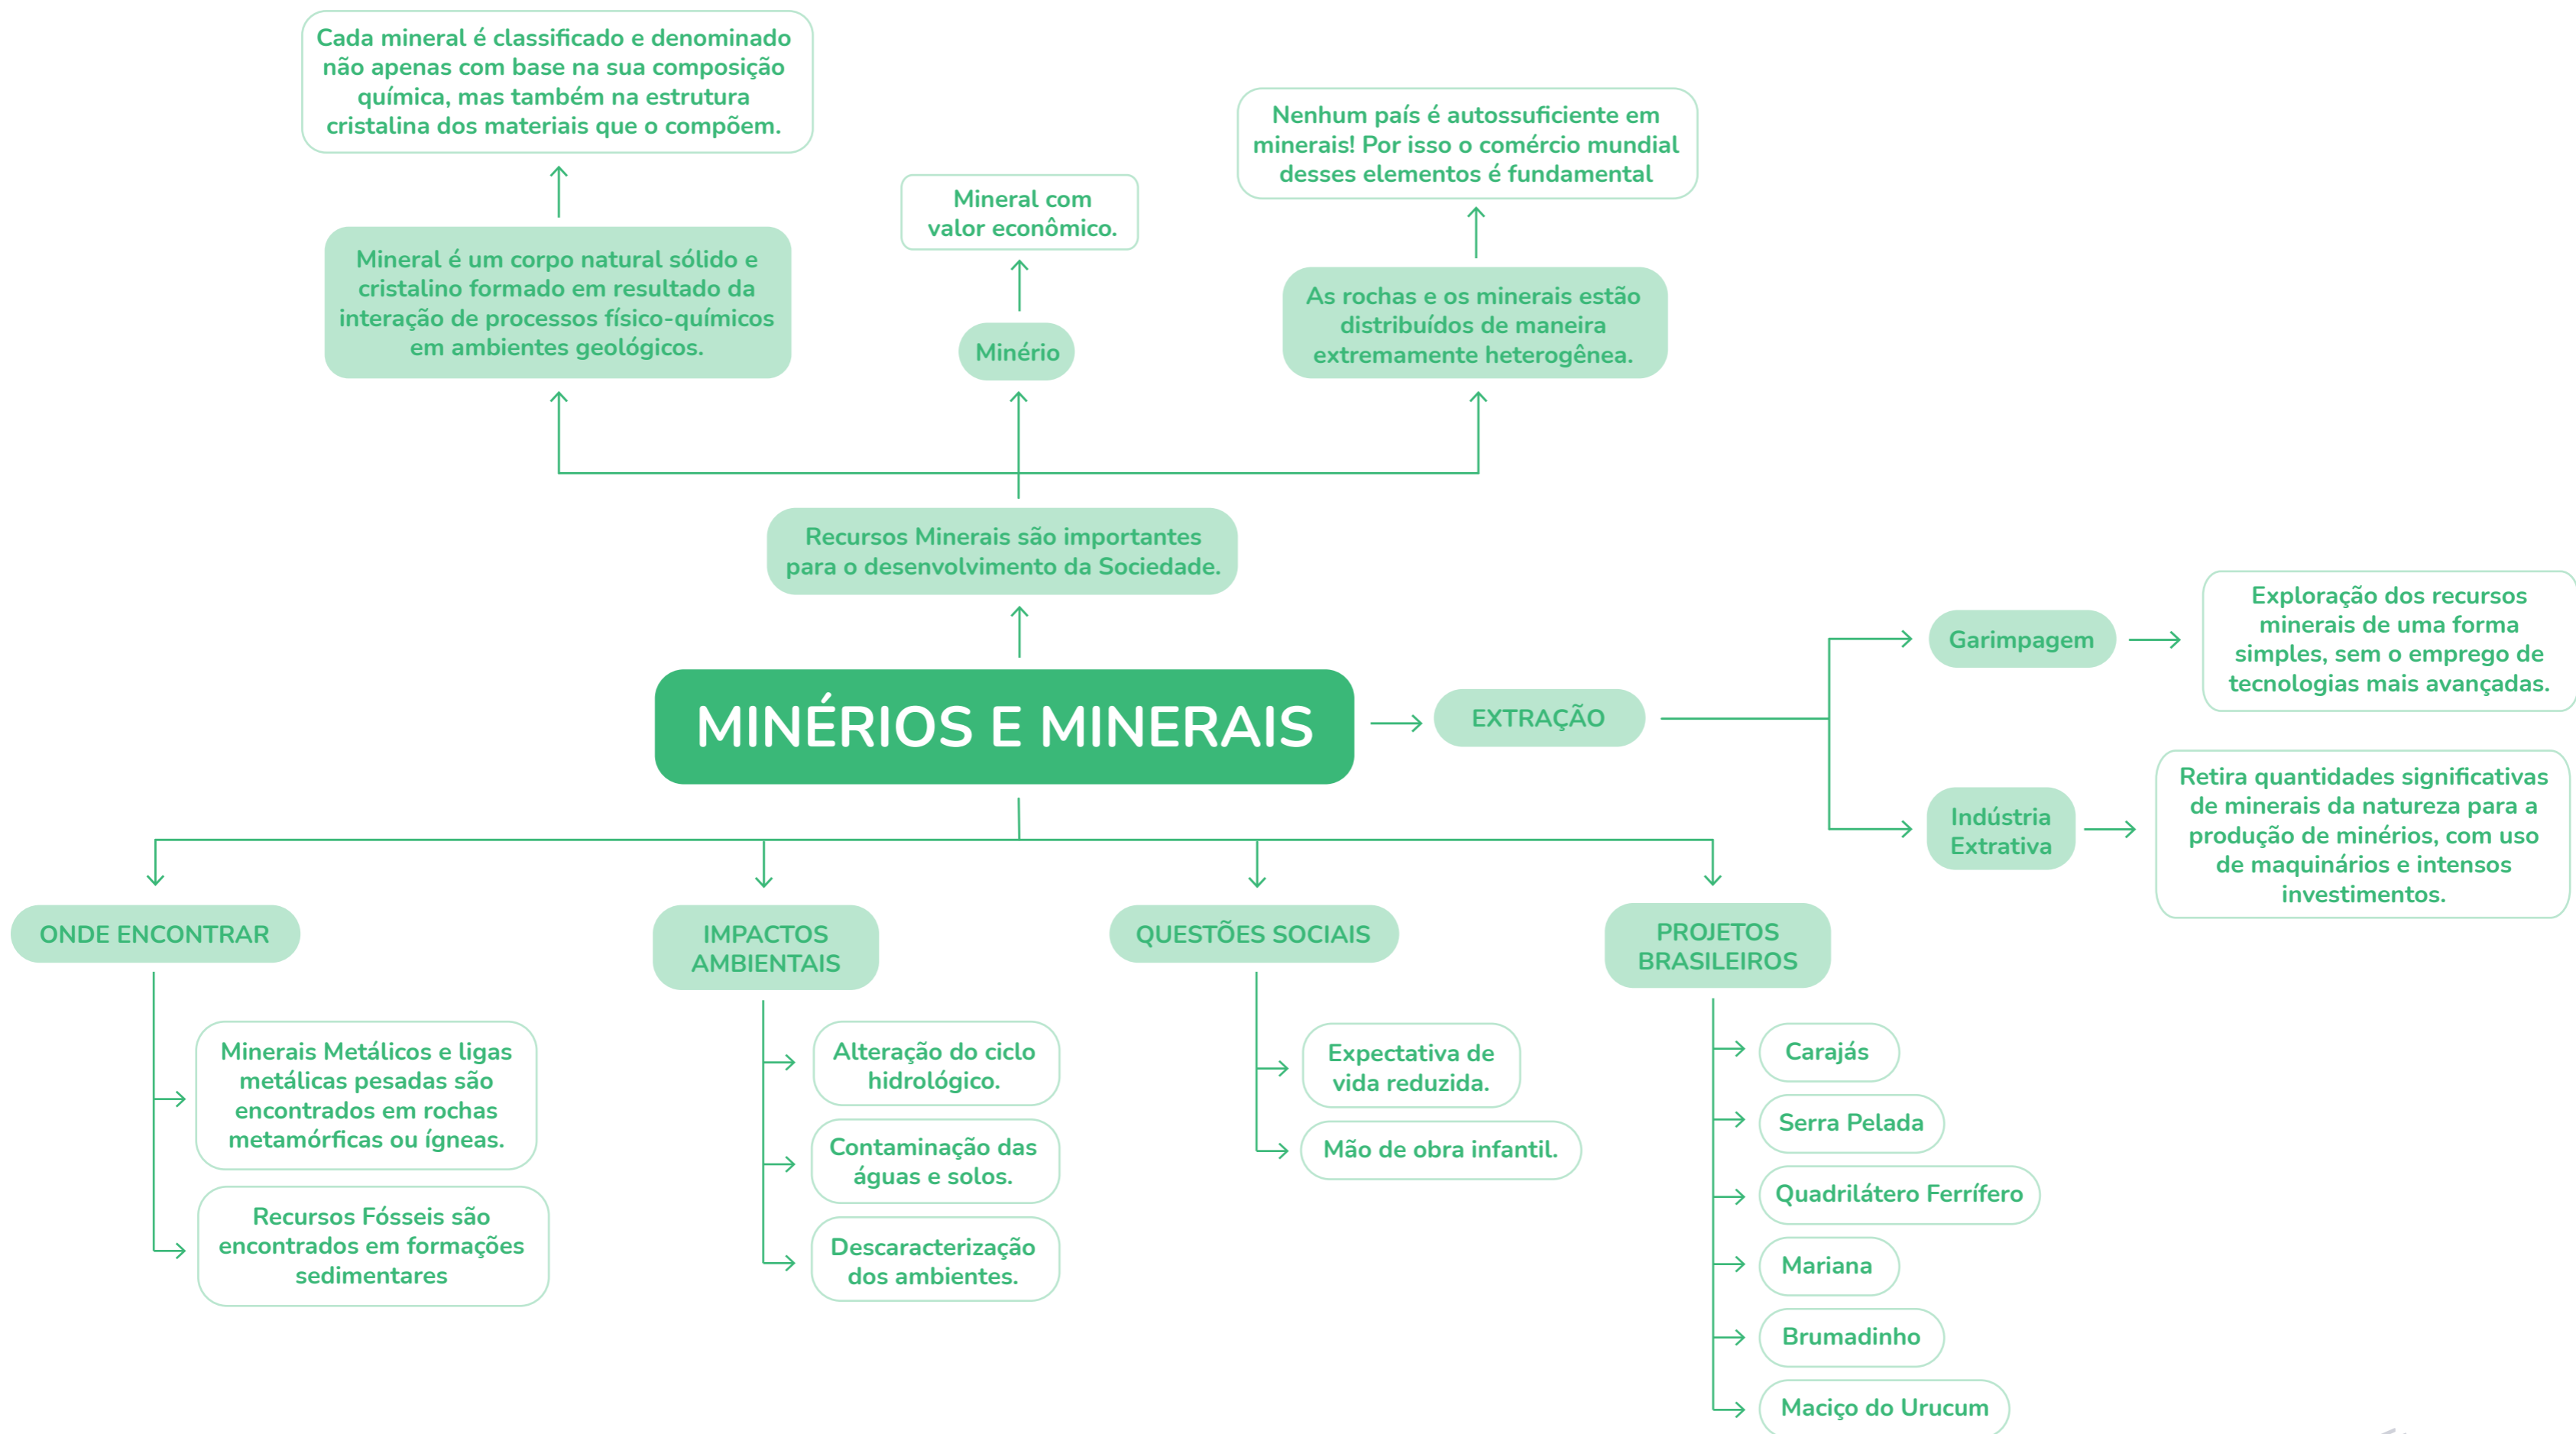 Cada mineral é classificado e denominado
não apenas com base na sua composição
química, mas também na estrutura
cristalina dos materiais que o compõem.
Nenhum país é autossuficiente em
minerais! Por isso o comércio mundial
desses elementos é fundamental
Mineral com
valor econômico.
Mineral é um corpo natural sólido e
cristalino formado em resultado da
interação de processos físico-químicos
em ambientes geológicos.
Minério
As rochas e os minerais estão
distribuídos de maneira
extremamente heterogênea.
Recursos Minerais são importantes
para o desenvolvimento da Sociedade.
MINÉRIOS E MINERAIS
EXTRAÇÃO
Garimpagem
Exploração dos recursos
minerais de uma forma
simples, sem o emprego de
tecnologias mais avançadas.
Indústria
Extrativa
Retira quantidades significativas
de minerais da natureza para a
produção de minérios, com uso
de maquinários e intensos
investimentos.
ONDE ENCONTRAR
Minerais Metálicos e ligas
metálicas pesadas são
encontrados em rochas
metamórficas ou ígneas.
Recursos Fósseis são
encontrados em formações
sedimentares
IMPACTOS
AMBIENTAIS
Alteração do ciclo
hidrológico.
Contaminação das
águas e solos.
Descaracterização
dos ambientes.
QUESTÕES SOCIAIS
Expectativa de
vida reduzida.
Mão de obra infantil.
PROJETOS
BRASILEIROS
Carajás
Serra Pelada
Quadrilátero Ferrífero
Mariana
Brumadinho
Maciço do Urucum